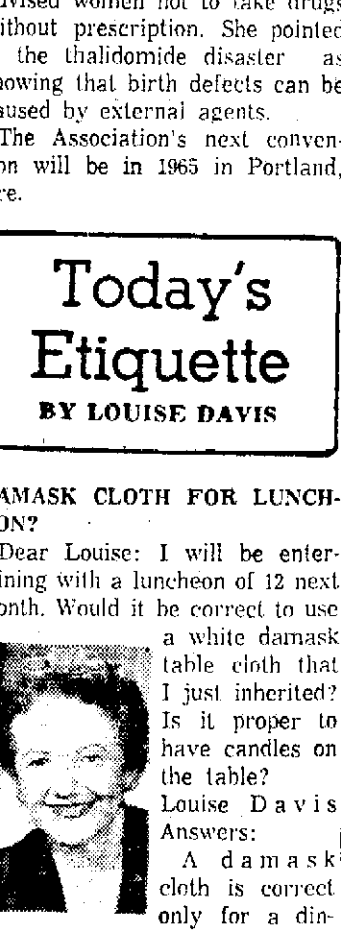 dvised women not to take drugs
ithout prescription. She pointed
the thalidomide disaster as
howing that birth defects can be
aused by external agents.
The Association's next conven-
on will be in 1965 in Portland,
re.
Today's
Etiquette
BY LOUISE DAVIS
AMASK CLOTH FOR LUNCH-
ON?
Dear Louise: I will be enter-
ining with a luncheon of 12 next
onth. Would it be correct to use
a white damask
table cloth that
I just inherited?
Is it proper to
have candles on
the table?
Louise Davis
Answers:
A damask
cloth is correct
only for a din-